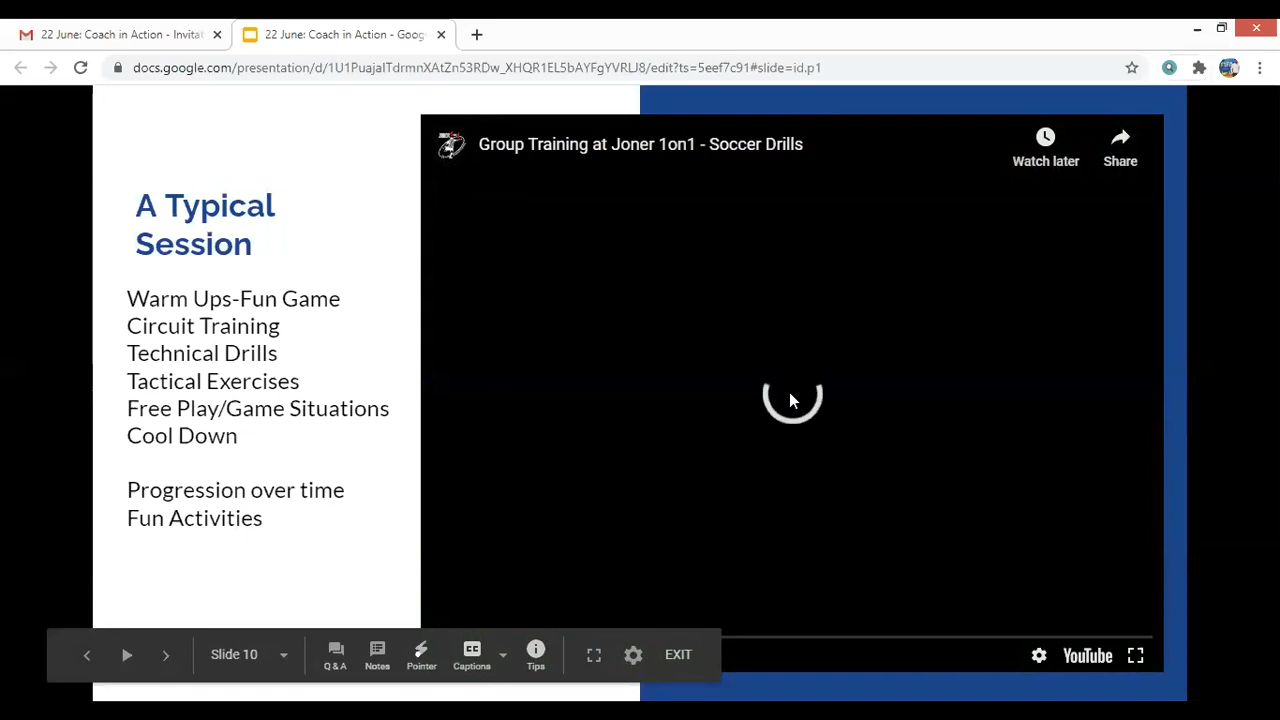 22 June: Coach in Action - Invitat
22 June: Coach in Action - Goog
docs.google.com/presentation/d/1U1PuajaITdrmnXAtZn53RDw_XHQR1EL5bAYFgYVRLJ8/edit?ts=5eef7c91#slide=id.p1
Group Training at Joner 1on1 - Soccer Drills
Watch later
Share
A Typical
Session
Warm Ups-Fun Game
Circuit Training
Technical Drills
Tactical Exercises
Free Play/Game Situations
Cool Down
Progression over time
Fun Activities
Slide 10
Q & A
Notes
Pointer
CC
Captions
Tips
EXIT
YouTube